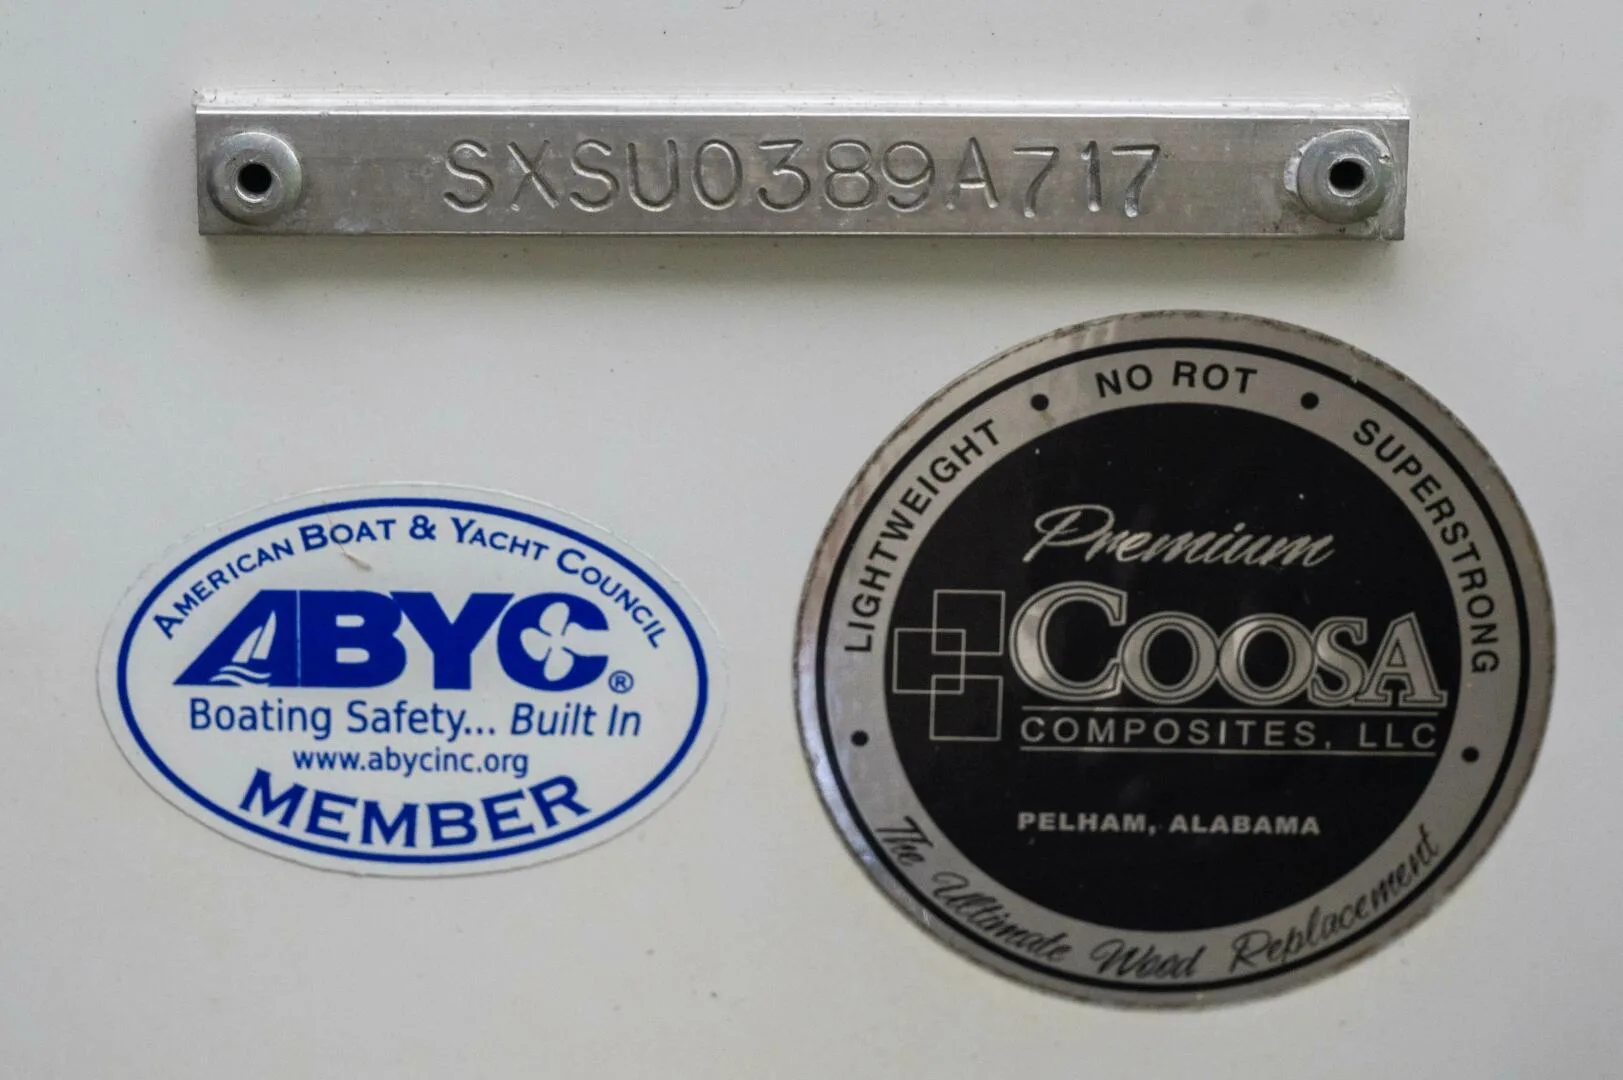 SXSU0389A717
AMERICAN BOAT & YACHT COUNCIL
ABYC®
Boating Safety... Built In
www.abycinc.org
MEMBER
LIGHTWEIGHT • NO ROT • SUPERSTRONG
Premium
COOSA
COMPOSITES, LLC
PELHAM, ALABAMA
The Ultimate Wood Replacement